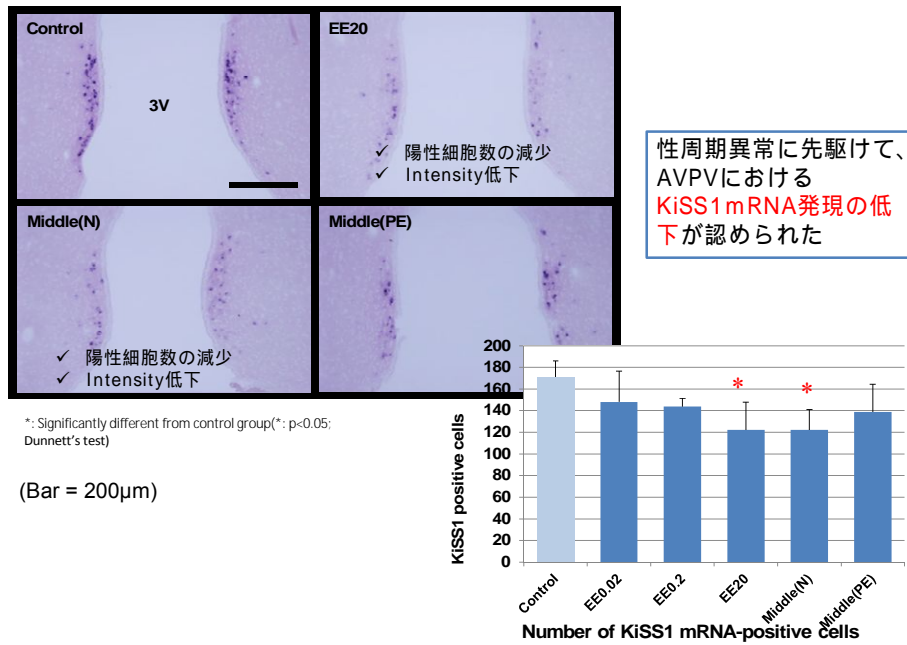 Control
EE20
3V
✓ 陽性細胞数の減少
✓ Intensity低下
Middle(N)
Middle(PE)
✓ 陽性細胞数の減少
✓ Intensity低下
*: Significantly different from control group(*: p<0.05;
Dunnett's test)
(Bar = 200µm)
性周期異常に先駆けて、
AVPVにおける
KiSS1mRNA発現の低
下が認められた
KiSS1 positive cells
200
180
160
140
120
100
80
60
40
20
0
*
*
Control
EE0.02
EE0.2
EE20
Middle(N)
Middle(PE)
Number of KiSS1 mRNA-positive cells